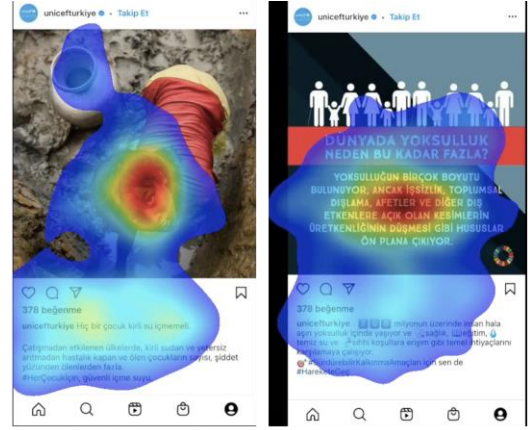 unicefturkiye • Takip Et
378 beğenme
unicefturkiye Hiç bir çocuk kirli su içmemeli.
Çatışmadan etkilenen ülkelerde, kirli sudan ve yetersiz
arıtmadan hastalık kapan ve ölen çocukların sayısı, şiddet
yüzünden ölenlerden fazla.
#HerÇocukİçin, güvenli içme suyu.
unicefturkiye • Takip Et
DÜNYADA YOKSULLUK
NEDEN BU KADAR FAZLA?
YOKSULLUĞUN BİRÇOK BOYUTU
BULUNUYOR, ANCAK İŞSİZLİK, TOPLUMSAL
DIŞLAMA, AFETLER VE DİĞER DIŞ
ETKENLERE AÇIK OLAN KESİMLERİN
ÜRETKENLİĞİNİN DÜŞMESİ GİBİ HUSUSLAR
ÖN PLANA ÇIKIYOR.
378 beğenme
unicefturkiye milyonun üzerinde insan hala
aşırı yoksulluk içinde yaşıyor ve sağlık, eğitim,
temiz su ve koşullara erişim gibi temel ihtiyaçlarını
karşılamaya çalışıyor.
#SürdürebilirKalkınmaAmaçları için sen de
#HareketeGeç